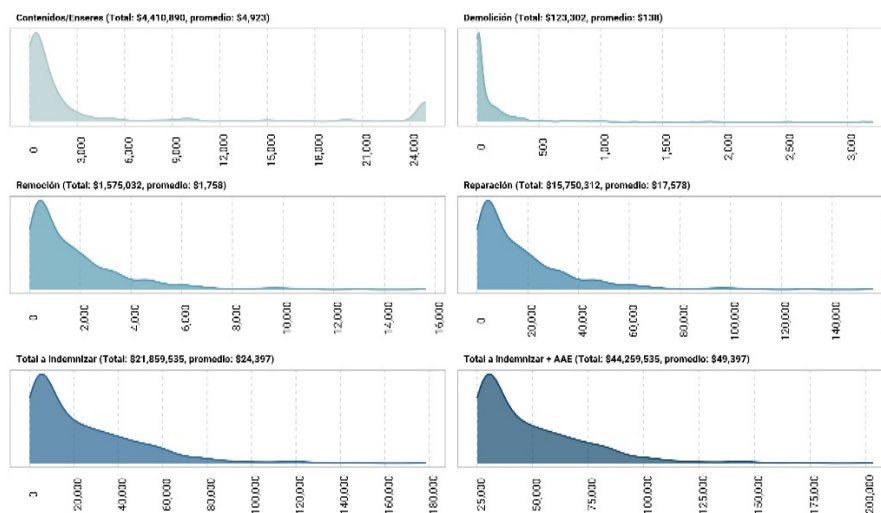 Contenidos/Enseres (Total: $4,410,890, promedio: $4,923)
0 3,000 6,000 9,000 12,000 15,000 18,000 21,000 24,000
Demolición (Total: $123,302, promedio: $138)
0 500 1,000 1,500 2,000 2,500 3,000
Remoción (Total: $1,575,032, promedio: $1,758)
0 2,000 4,000 6,000 8,000 10,000 12,000 14,000 16,000
Reparación (Total: $15,750,312, promedio: $17,578)
0 20,000 40,000 60,000 80,000 100,000 120,000 140,000
Total a Indemnizar (Total: $21,859,535, promedio: $24,397)
0 20,000 40,000 60,000 80,000 100,000 120,000 140,000 160,000 180,000
Total a Indemnizar + AAE (Total: $44,259,535, promedio: $49,397)
25,000 50,000 75,000 100,000 125,000 150,000 175,000 200,000